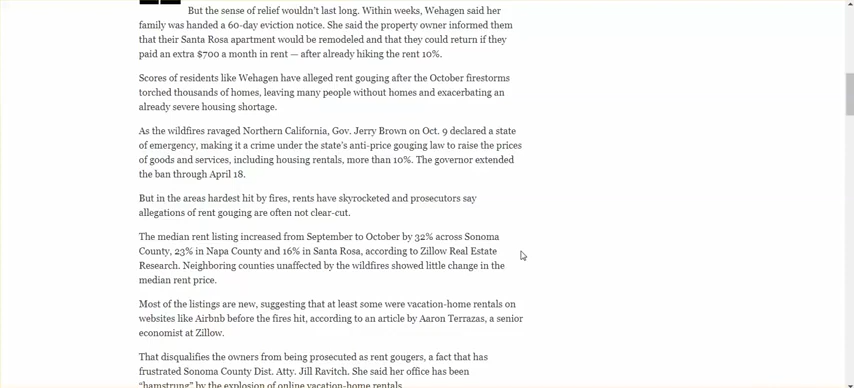 But the sense of relief wouldn't last long. Within weeks, Wehagen said her
family was handed a 60-day eviction notice. She said the property owner informed them
that their Santa Rosa apartment would be remodeled and that they could return if they
paid an extra $700 a month in rent — after already hiking the rent 10%.
Scores of residents like Wehagen have alleged rent gouging after the October firestorms
torched thousands of homes, leaving many people without homes and exacerbating an
already severe housing shortage.
As the wildfires ravaged Northern California, Gov. Jerry Brown on Oct. 9 declared a state
of emergency, making it a crime under the state's anti-price gouging law to raise the prices
of goods and services, including housing rentals, more than 10%. The governor extended
the ban through April 18.
But in the areas hardest hit by fires, rents have skyrocketed and prosecutors say
allegations of rent gouging are often not clear-cut.
The median rent listing increased from September to October by 32% across Sonoma
County, 23% in Napa County and 16% in Santa Rosa, according to Zillow Real Estate
Research. Neighboring counties unaffected by the wildfires showed little change in the
median rent price.
Most of the listings are new, suggesting that at least some were vacation-home rentals on
websites like Airbnb before the fires hit, according to an article by Aaron Terrazas, a senior
economist at Zillow.
That disqualifies the owners from being prosecuted as rent gougers, a fact that has
frustrated Sonoma County Dist. Atty. Jill Ravitch. She said her office has been
“hamstrung” by the explosion of online vacation-home rentals.